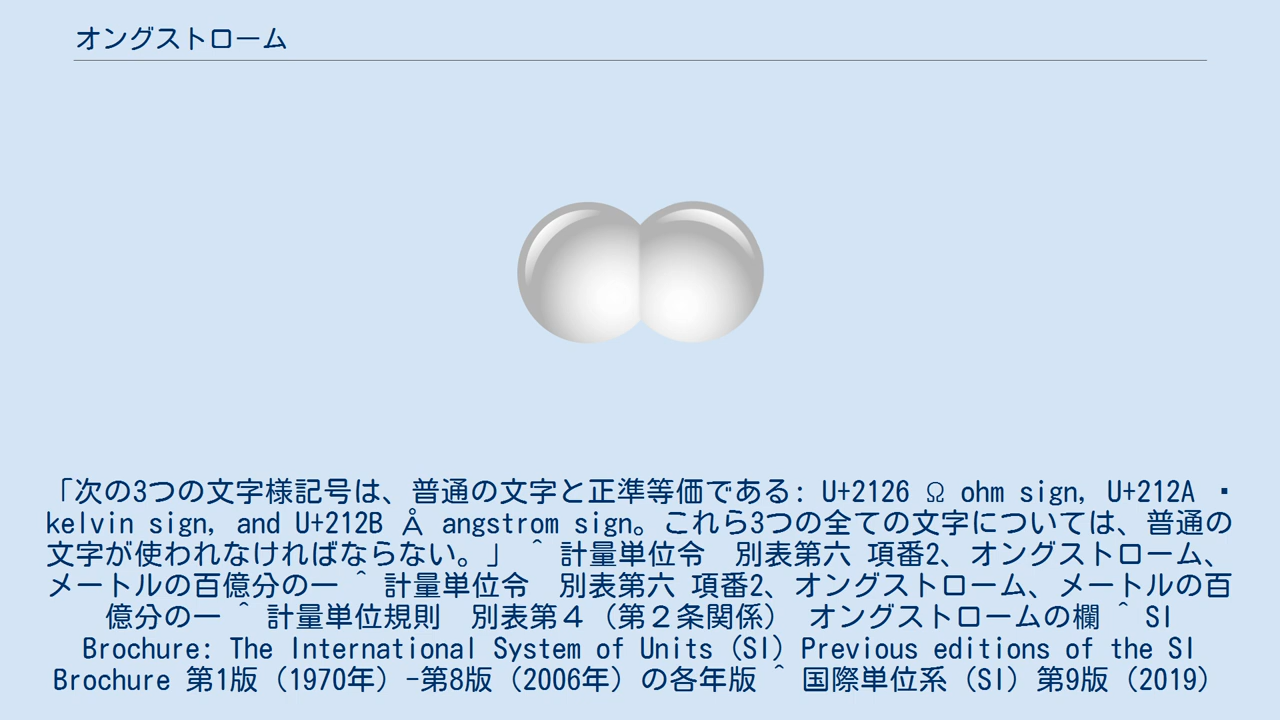 オングストローム
「次の3つの文字様記号は、普通の文字と正準等価である: U+2126 Ω ohm sign, U+212A ▪
kelvin sign, and U+212B Å angstrom sign。これら3つの全ての文字については、普通の
文字が使われなければならない。」 ^ 計量単位令　別表第六 項番2、オングストローム、
メートルの百億分の一 ^ 計量単位令　別表第六 項番2、オングストローム、メートルの百
億分の一 ^ 計量単位規則　別表第４（第２条関係） オングストロームの欄 ^ SI
Brochure: The International System of Units (SI) Previous editions of the SI
Brochure 第1版（1970年）-第8版（2006年）の各年版 ^ 国際単位系（SI）第9版（2019）